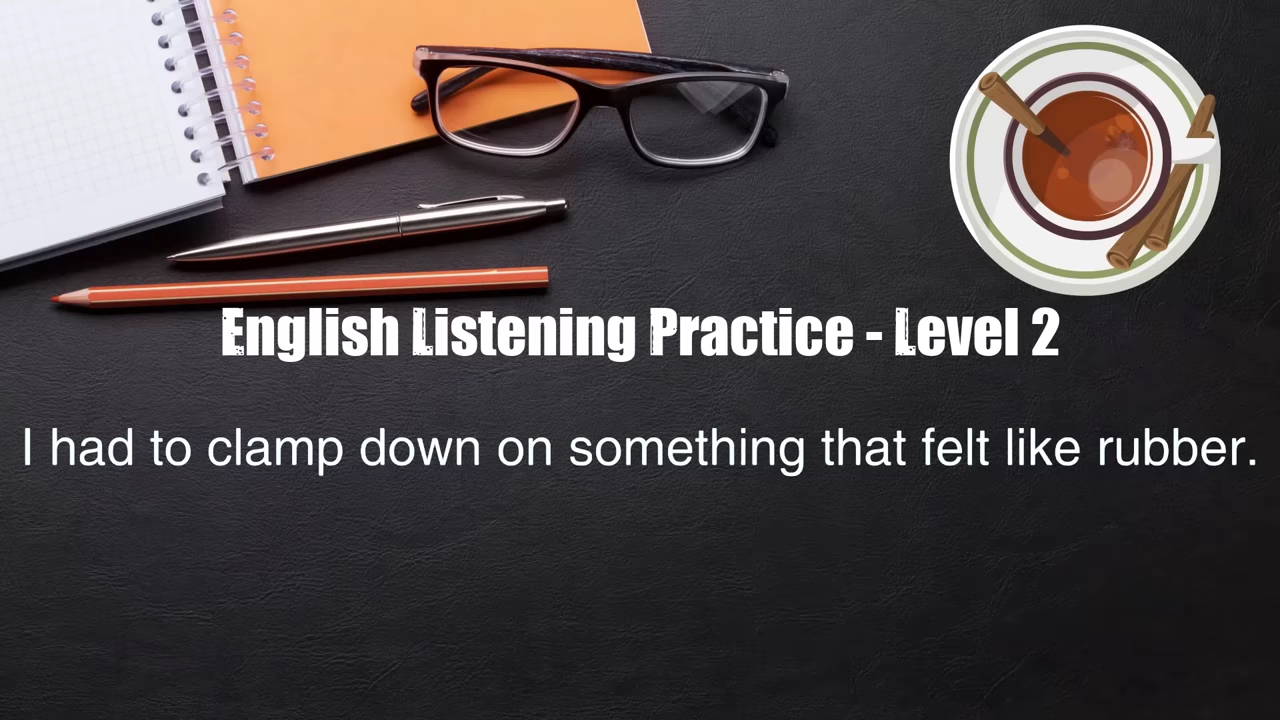 English Listening Practice - Level 2
I had to clamp down on something that felt like rubber.